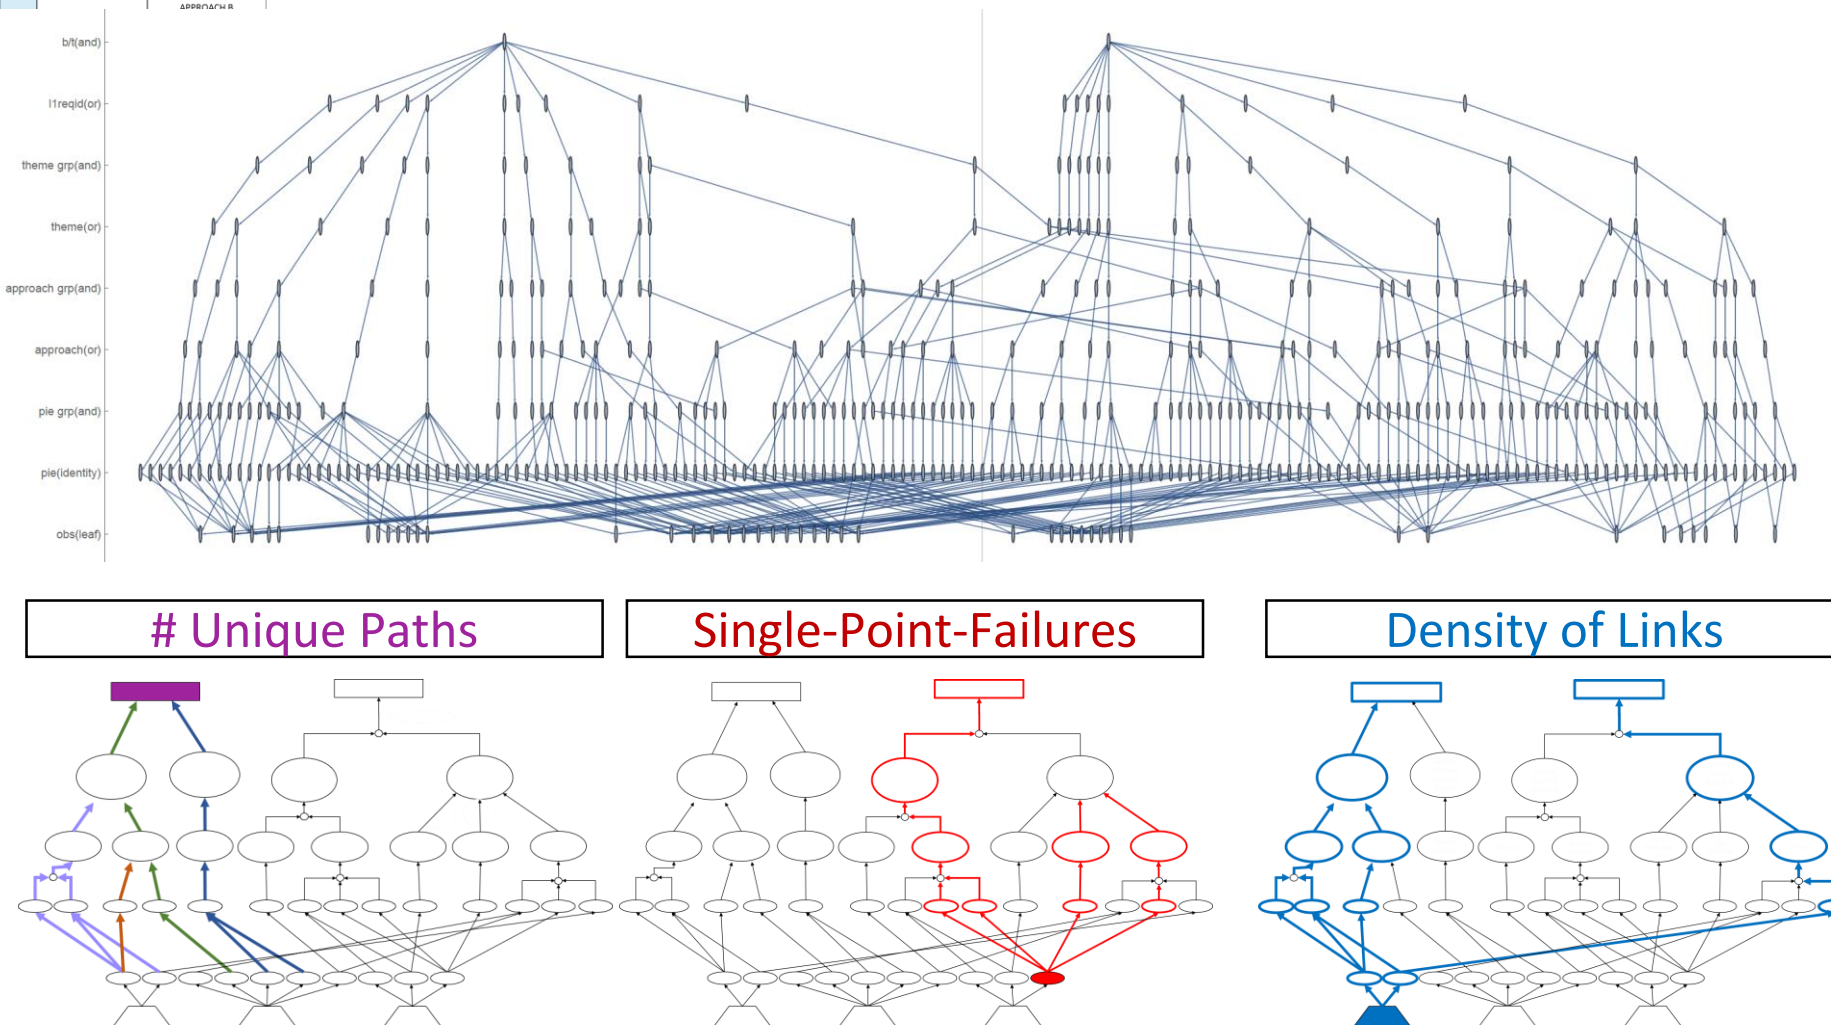 APPROACH B
b/t(and)
l1reqid(or)
theme grp(and)
theme(or)
approach grp(and)
approach(or)
pie grp(and)
pie(identity)
obs(leaf)
# Unique Paths
Single-Point-Failures
Density of Links